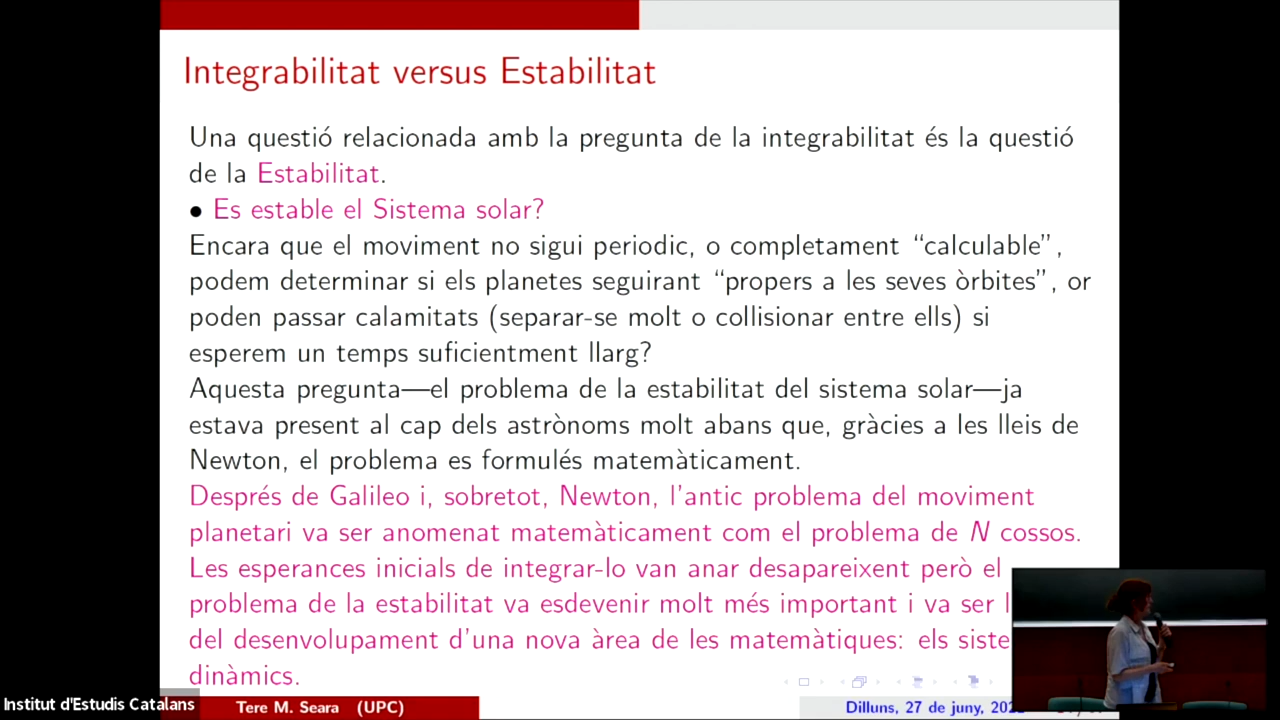 Integrabilitat versus Estabilitat
Una questió relacionada amb la pregunta de la integrabilitat és la questió
de la Estabilitat.
• Es estable el Sistema solar?
Encara que el moviment no sigui periodic, o completament “calculable”,
podem determinar si els planetes seguirant “propers a les seves òrbites”, or
poden passar calamitats (separar-se molt o collisionar entre ells) si
esperem un temps suficientment llarg?
Aquesta pregunta—el problema de la estabilitat del sistema solar—ja
estava present al cap dels astrònoms molt abans que, gràcies a les lleis de
Newton, el problema es formulés matemàticament.
Després de Galileo i, sobretot, Newton, l’antic problema del moviment
planetari va ser anomenat matemàticament com el problema de N cossos.
Les esperances inicials de integrar-lo van anar desapareixent però el
problema de la estabilitat va esdevenir molt més important i va ser
del desenvolupament d’una nova àrea de les matemàtiques: els
dinàmics.
Institut d'Estudis Catalans
Tere M. Seara (UPC)
Dilluns, 27 de juny,